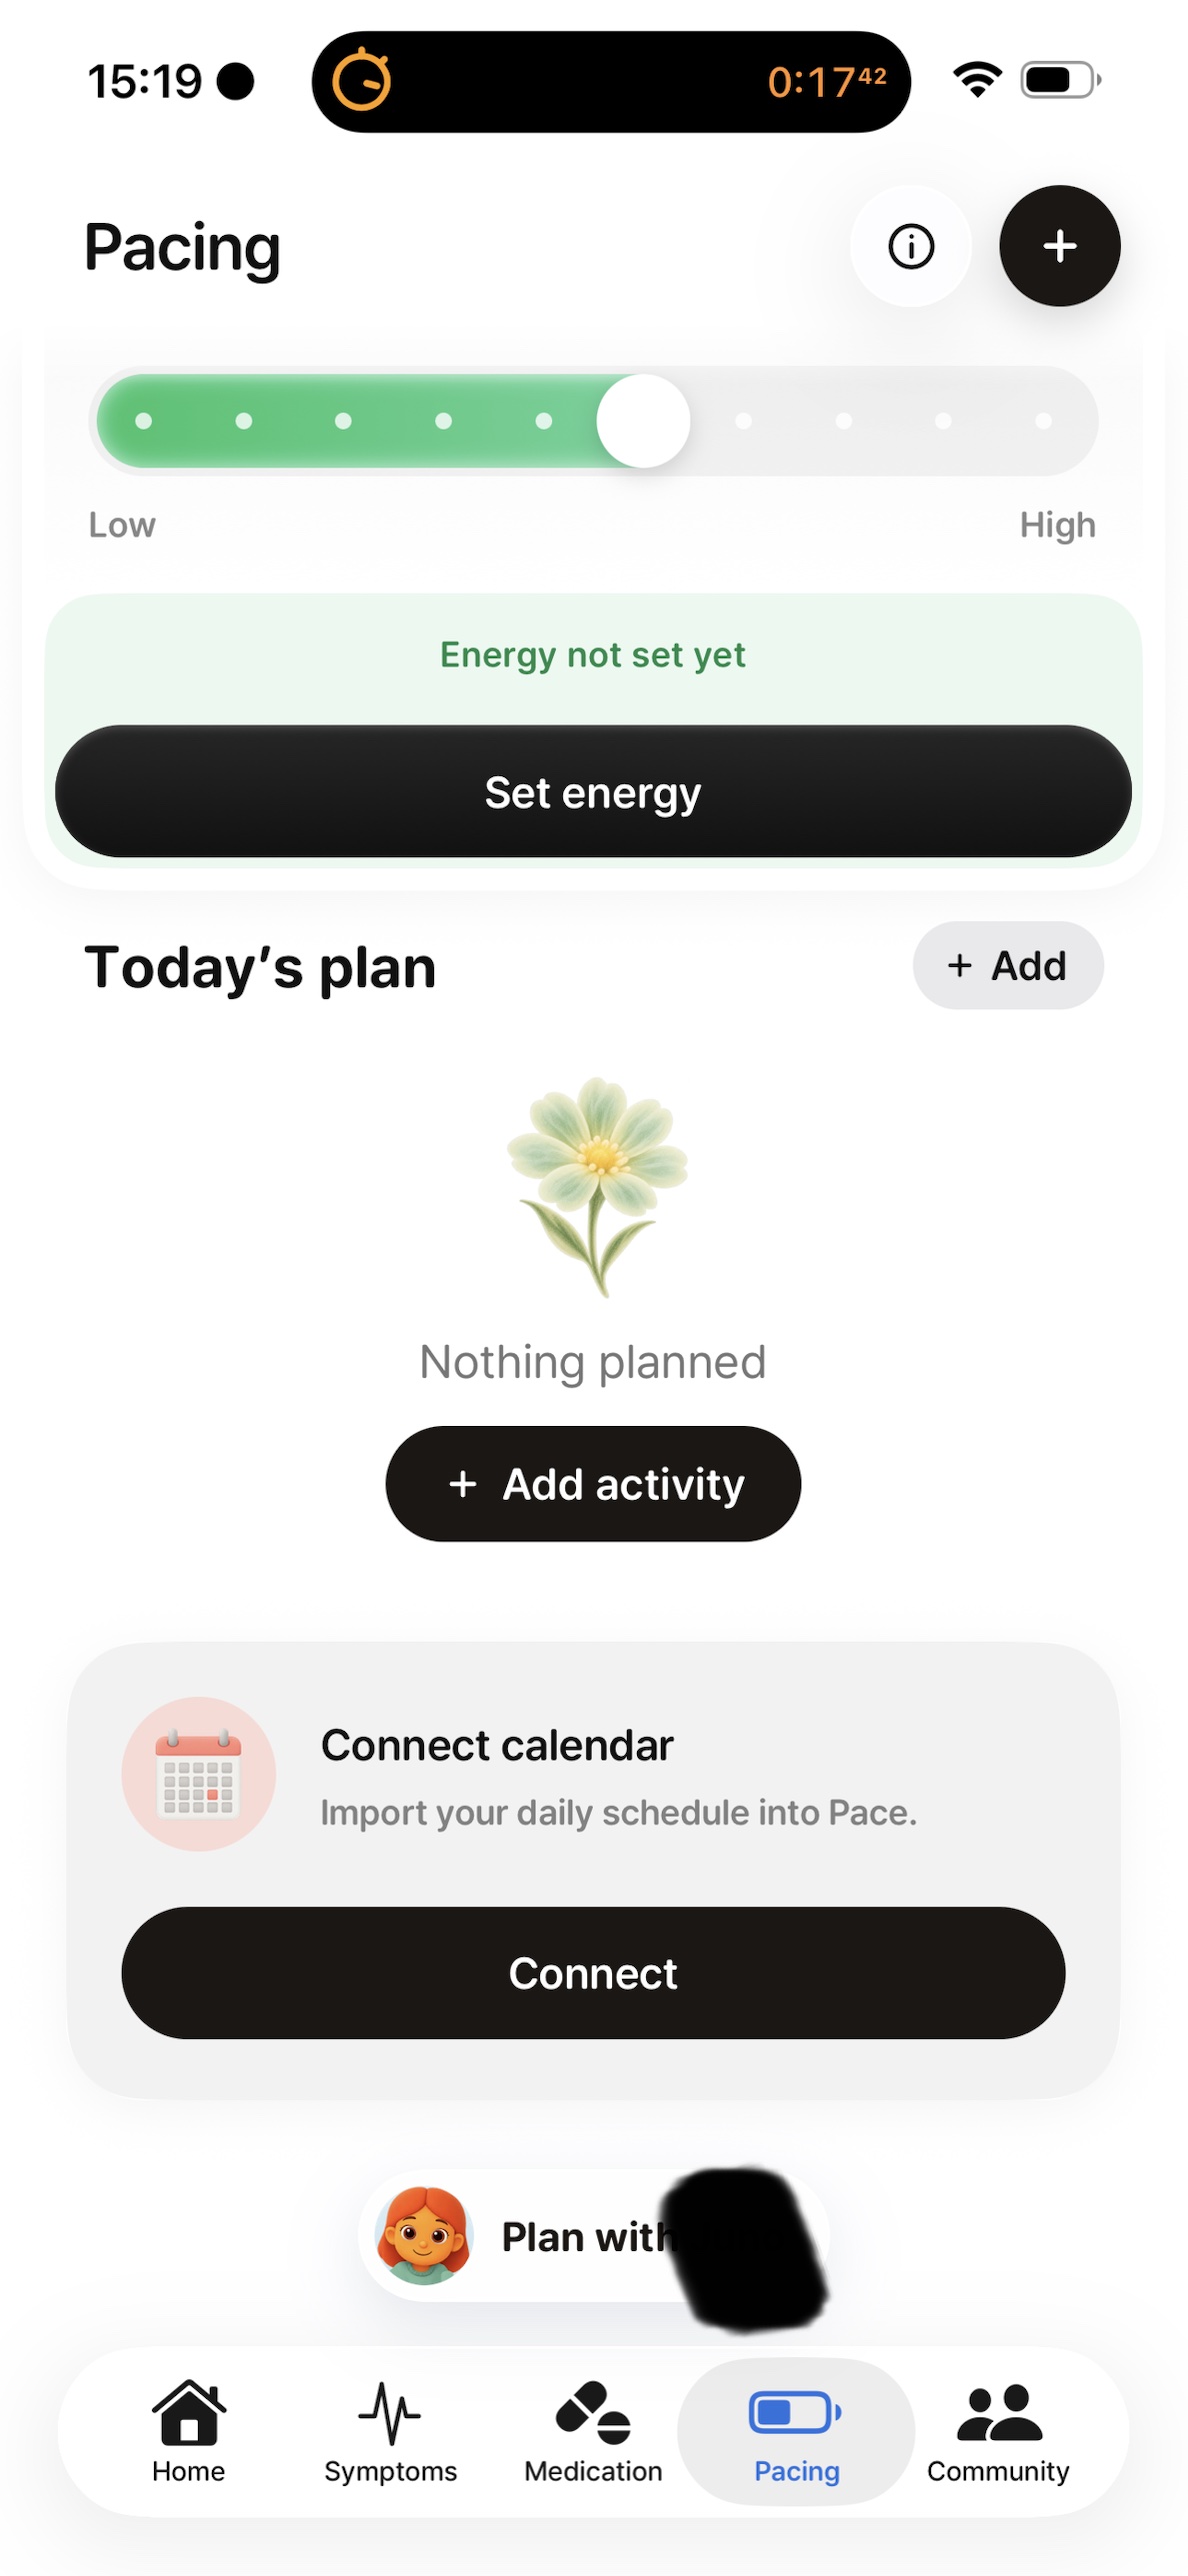 15:19
0:17⁴²
Pacing
Low
High
Energy not set yet
Set energy
Today’s plan
+ Add
Nothing planned
+ Add activity
Connect calendar
Import your daily schedule into Pace.
Connect
Plan with
Home
Symptoms
Medication
Pacing
Community